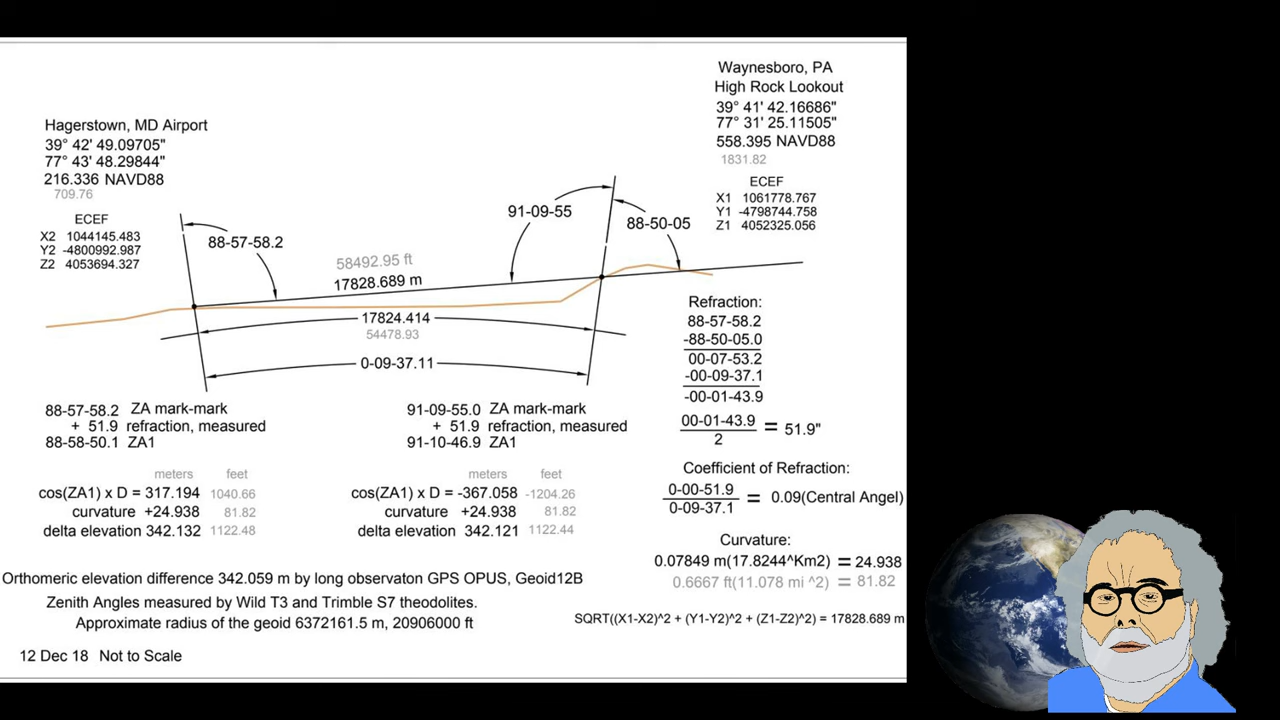 Waynesboro, PA
High Rock Lookout
39° 41' 42.16686"
77° 31' 25.11505"
558.395 NAVD88
1831.82
ECEF
X1 1061778.767
Y1 -4798744.758
Z1 4052325.056
Hagerstown, MD Airport
39° 42' 49.09705"
77° 43' 48.29844"
216.336 NAVD88
709.76
ECEF
X2 1044145.483
Y2 -4800992.987
Z2 4053694.327
88-57-58.2
91-09-55
88-50-05
58492.95 ft
17828.689 m
17824.414
54478.93
0-09-37.11
Refraction:
88-57-58.2
-88-50-05.0
00-07-53.2
-00-09-37.1
-00-01-43.9
00-01-43.9
2
= 51.9"
Coefficient of Refraction:
0-00-51.9
0-09-37.1
= 0.09(Central Angel)
Curvature:
0.07849 m(17.8244^Km2) = 24.938
0.6667 ft(11.078 mi ^2) = 81.82
SQRT((X1-X2)^2 + (Y1-Y2)^2 + (Z1-Z2)^2) = 17828.689 m
88-57-58.2 ZA mark-mark
+ 51.9 refraction, measured
88-58-50.1 ZA1
meters feet
cos(ZA1) x D = 317.194 1040.66
curvature +24.938 81.82
delta elevation 342.132 1122.48
91-09-55.0 ZA mark-mark
+ 51.9 refraction, measured
91-10-46.9 ZA1
meters feet
cos(ZA1) x D = -367.058 -1204.26
curvature +24.938 81.82
delta elevation 342.121 1122.44
Orthomeric elevation difference 342.059 m by long observaton GPS OPUS, Geoid12B
Zenith Angles measured by Wild T3 and Trimble S7 theodolites.
Approximate radius of the geoid 6372161.5 m, 20906000 ft
12 Dec 18 Not to Scale